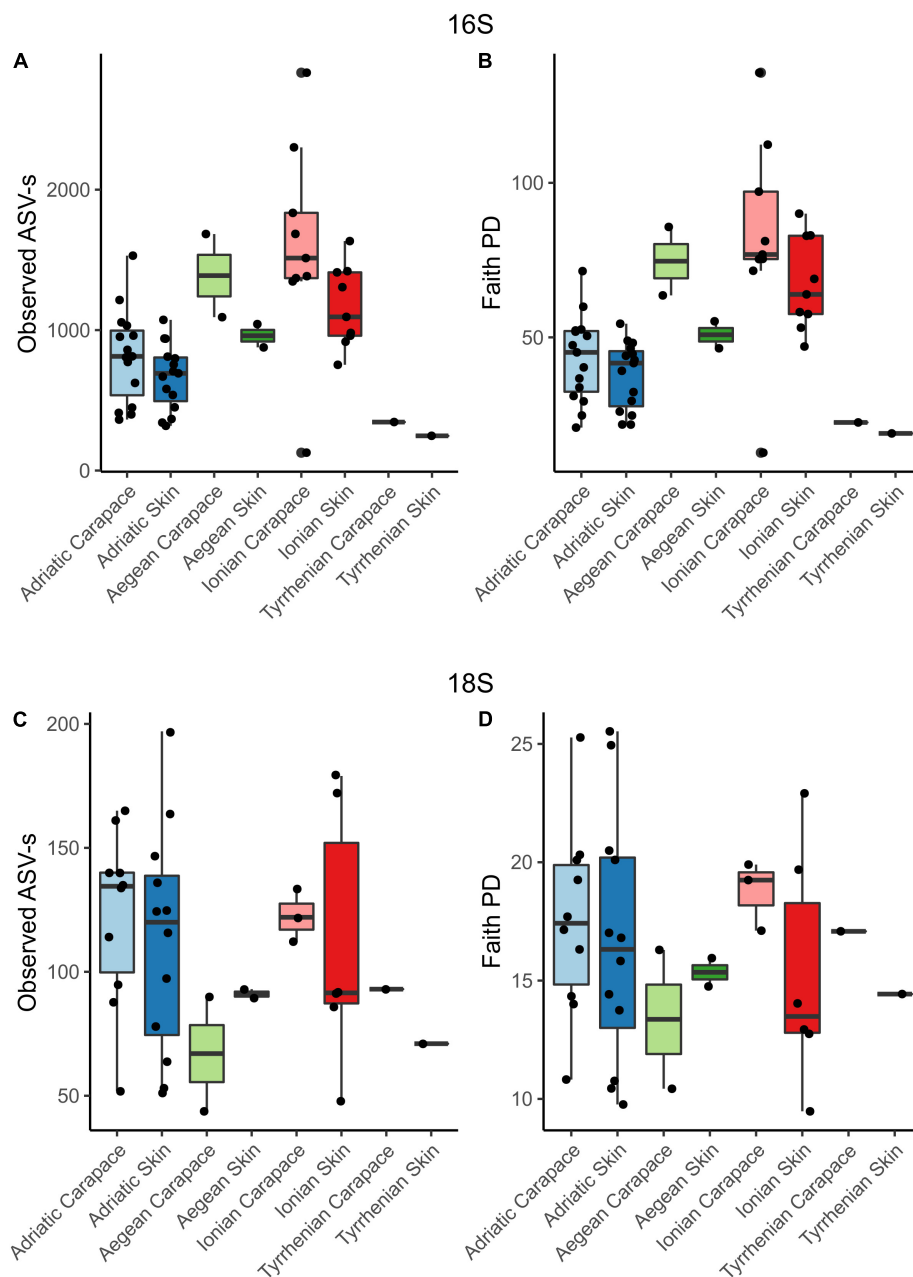 16S
A
B
Observed ASV-s
2000
1000
0
Faith PD
100
50
Adriatic Carapace
Adriatic Skin
Aegean Carapace
Aegean Skin
Ionian Carapace
Ionian Skin
Tyrrhenian Carapace
Tyrrhenian Skin
Adriatic Carapace
Adriatic Skin
Aegean Carapace
Aegean Skin
Ionian Carapace
Ionian Skin
Tyrrhenian Carapace
Tyrrhenian Skin
18S
C
D
Observed ASV-s
200
150
100
50
Faith PD
25
20
15
10
Adriatic Carapace
Adriatic Skin
Aegean Carapace
Aegean Skin
Ionian Carapace
Ionian Skin
Tyrrhenian Carapace
Tyrrhenian Skin
Adriatic Carapace
Adriatic Skin
Aegean Carapace
Aegean Skin
Ionian Carapace
Ionian Skin
Tyrrhenian Carapace
Tyrrhenian Skin